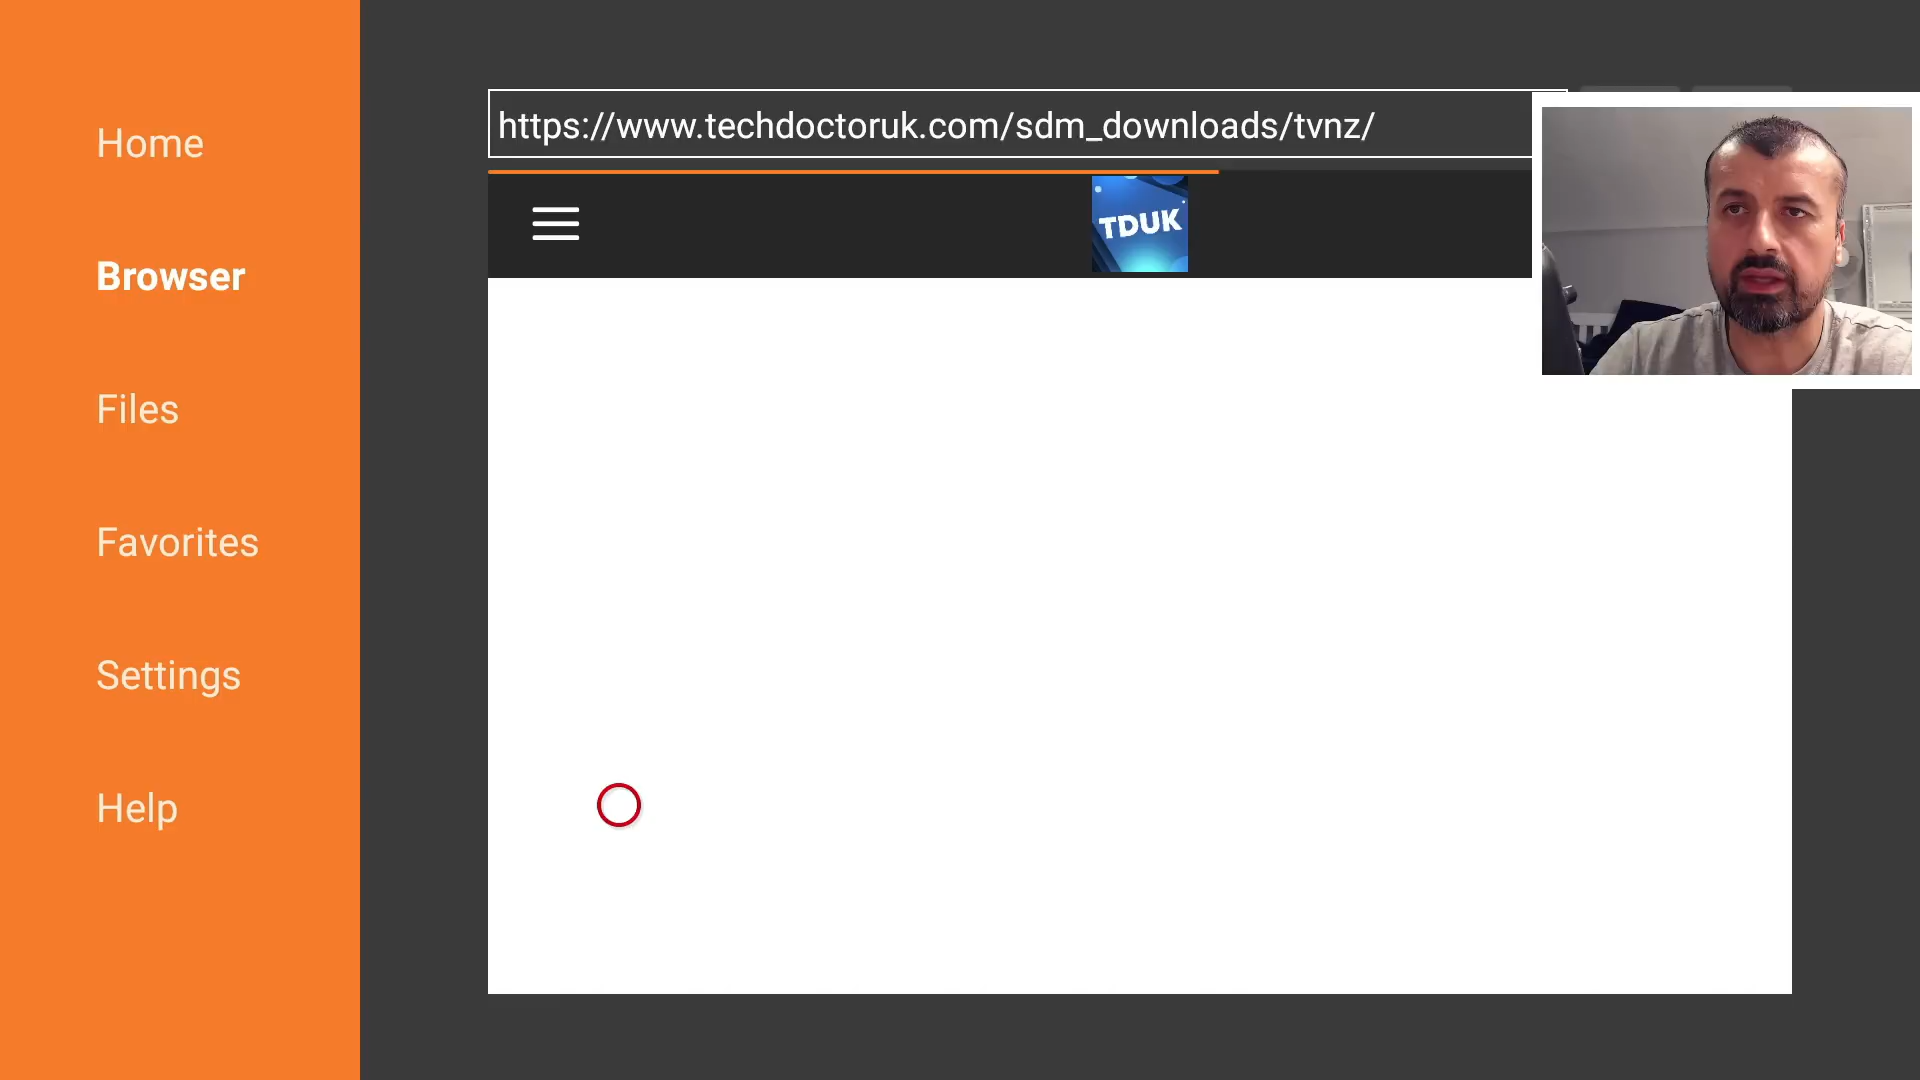 Home
Browser
Files
Favorites
Settings
Help
https://www.techdoctoruk.com/sdm_downloads/tvnz/
TDUK